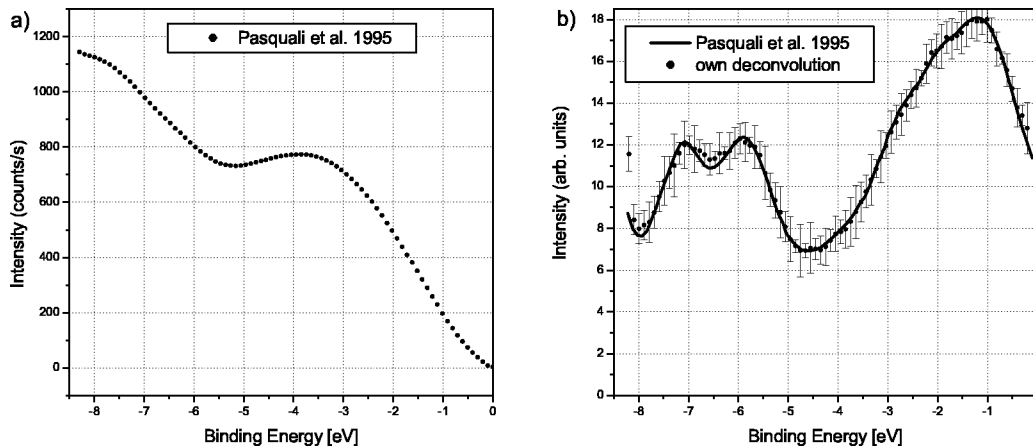 a)
Pasquali et al. 1995
1200
1000
800
600
400
200
0
Intensity (counts/s)
-8 -7 -6 -5 -4 -3 -2 -1 0
Binding Energy [eV]
b)
Pasquali et al. 1995
own deconvolution
18
16
14
12
10
8
6
4
2
0
Intensity (arb. units)
-8 -7 -6 -5 -4 -3 -2 -1
Binding Energy [eV]